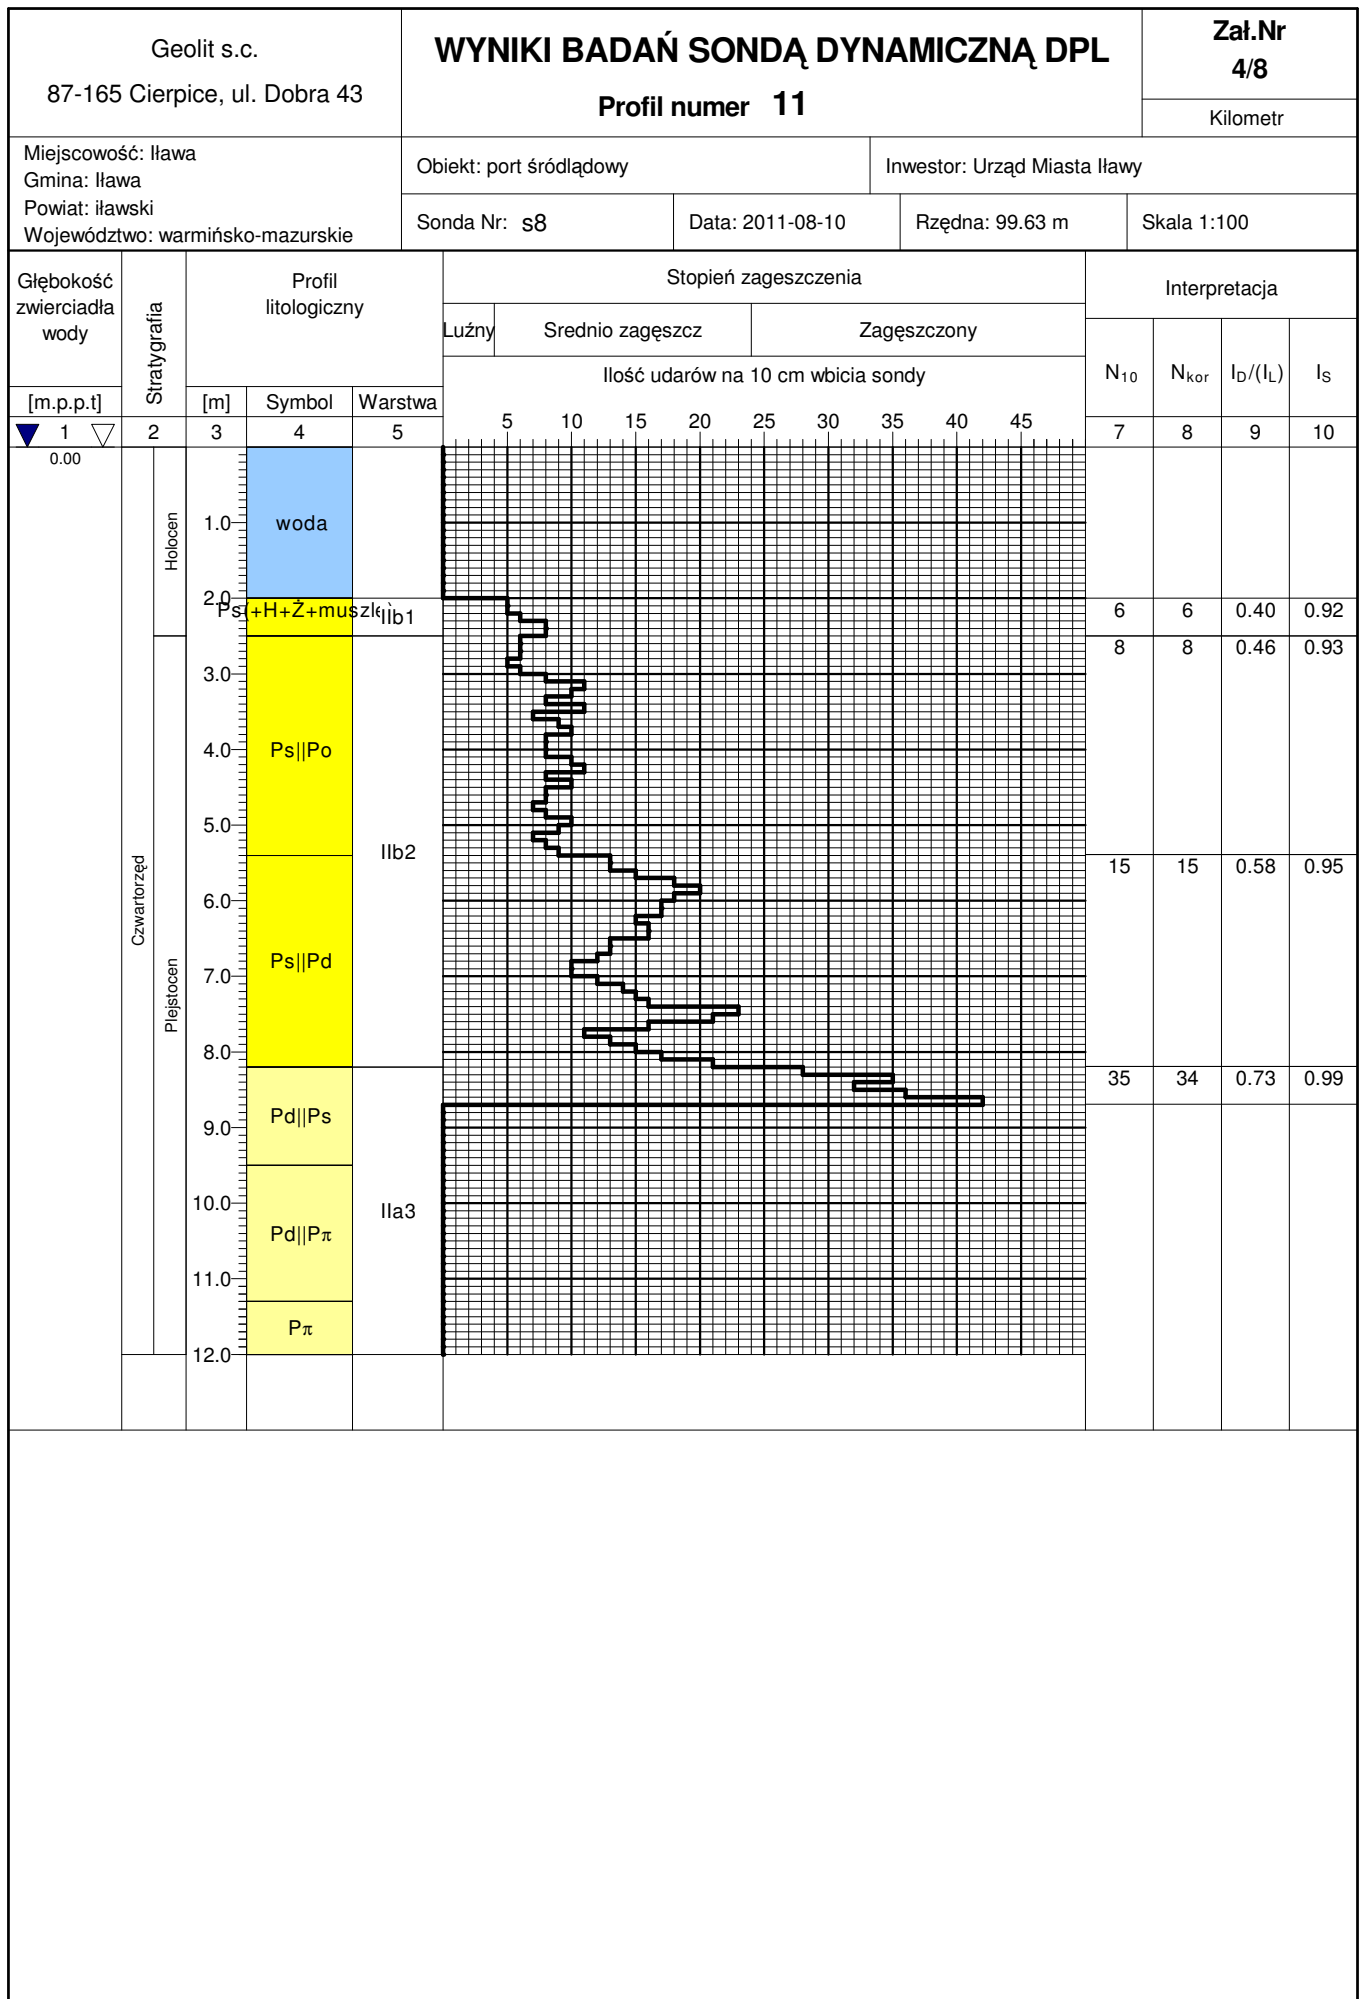 Geolit s.c.
87-165 Cierpice, ul. Dobra 43
WYNIKI BADAŃ SONDĄ DYNAMICZNĄ DPL
Profil numer 11
Zał.Nr
4/8
Kilometr
Miejscowość: Iława
Gmina: Iława
Powiat: iławski
Województwo: warmińsko-mazurskie
Obiekt: port śródlądowy
Inwestor: Urząd Miasta Iławy
Sonda Nr: s8
Data: 2011-08-10
Rzędna: 99.63 m
Skala 1:100
Głębokość
zwierciadła
wody
[m.p.p.t]
Stratygrafia
Profil
litologiczny
[m] Symbol Warstwa
Stopień zageszczenia
Luźny Srednio zagęszcz Zagęszczony
Ilość udarów na 10 cm wbicia sondy
5 10 15 20 25 30 35 40 45
Interpretacja
N10 Nkor ID/(IL) IS
1 2 3 4 5 7 8 9 10
0.00
Holocen
Czwartorzęd
Plejstocen
1.0 woda
2.0
Ps(+H+Ż+muszle) IIb1 6 6 0.40 0.92
8 8 0.46 0.93
3.0
4.0 Ps||Po
5.0
IIb2
15 15 0.58 0.95
6.0
Ps||Pd
7.0
8.0
35 34 0.73 0.99
Pd||Ps
9.0
10.0 IIa3
Pd||Pπ
11.0
Pπ
12.0